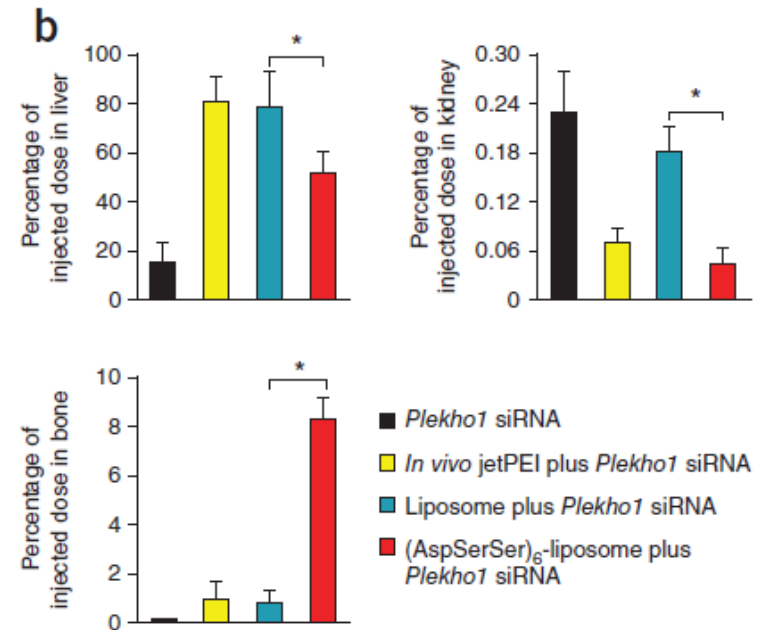 b
Percentage of
injected dose in liver
100
80
60
40
20
0
*
Percentage of
injected dose in kidney
0.30
0.24
0.18
0.12
0.06
0
*
Percentage of
injected dose in bone
10
8
6
4
2
0
*
Plekho1 siRNA
In vivo jetPEI plus Plekho1 siRNA
Liposome plus Plekho1 siRNA
(AspSerSer)6-liposome plus
Plekho1 siRNA